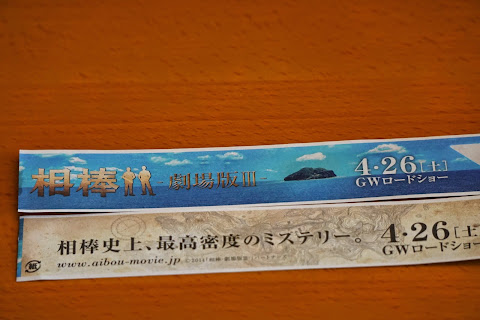 相棒 -劇場版III-
4・26[土]
GWロードショー
相棒史上、最高密度のミステリー。
www.aibou-movie.jp
4・26[土]
GWロードショー
紙